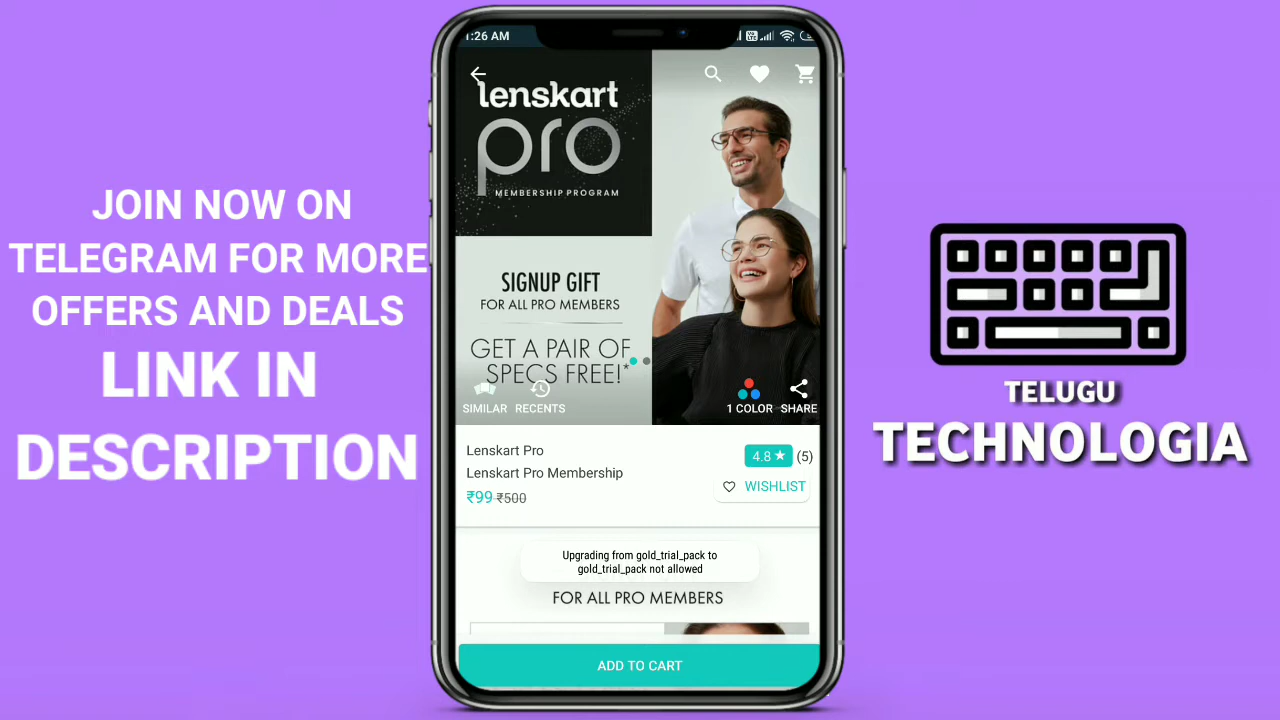 JOIN NOW ON
TELEGRAM FOR MORE
OFFERS AND DEALS
LINK IN
DESCRIPTION
1:26 AM
lenskart
pro
MEMBERSHIP PROGRAM
SIGNUP GIFT
FOR ALL PRO MEMBERS
GET A PAIR OF
SPECS FREE!*
SIMILAR RECENTS
1 COLOR SHARE
Lenskart Pro
4.8 ★ (5)
Lenskart Pro Membership
WISHLIST
₹99 ₹500
Upgrading from gold_trial_pack to
gold_trial_pack not allowed
FOR ALL PRO MEMBERS
ADD TO CART
TELUGU
TECHNOLOGIA